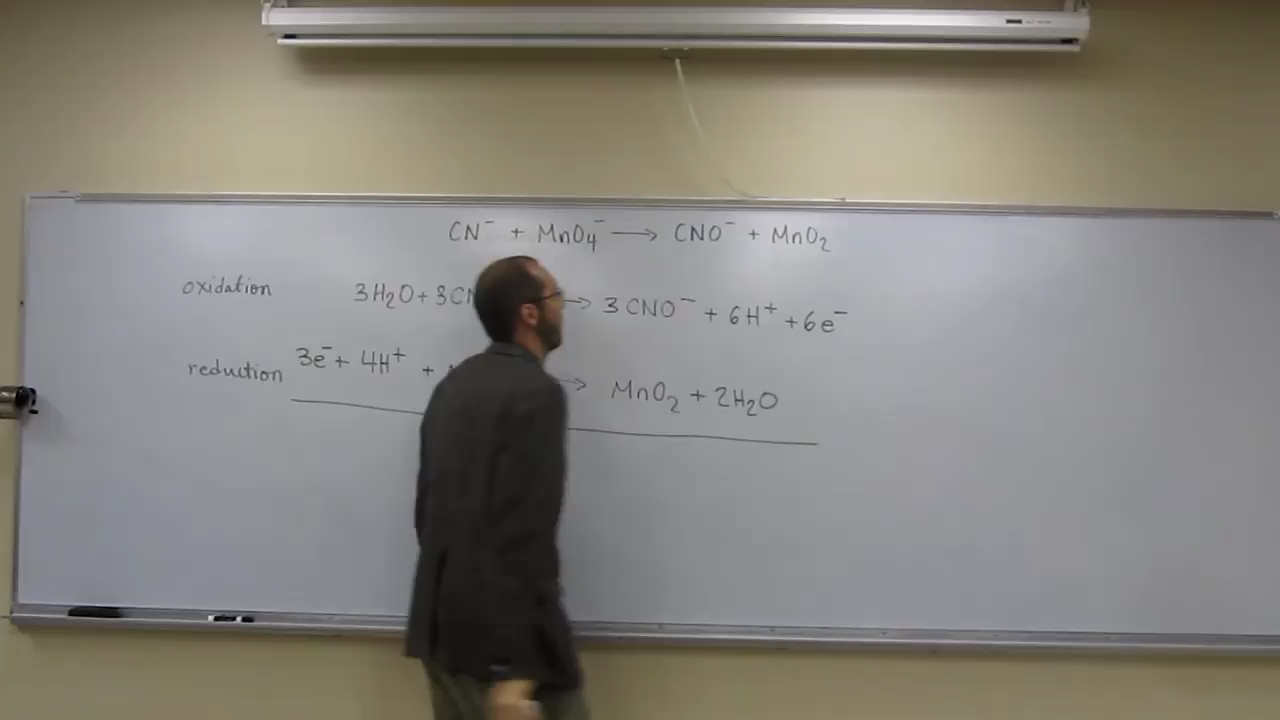 CN⁻ + MnO₄⁻ ⟶ CNO⁻ + MnO₂
oxidation 3H₂O + 3CN → 3CNO⁻ + 6H⁺ + 6e⁻
reduction 3e⁻ + 4H⁺ + → MnO₂ + 2H₂O